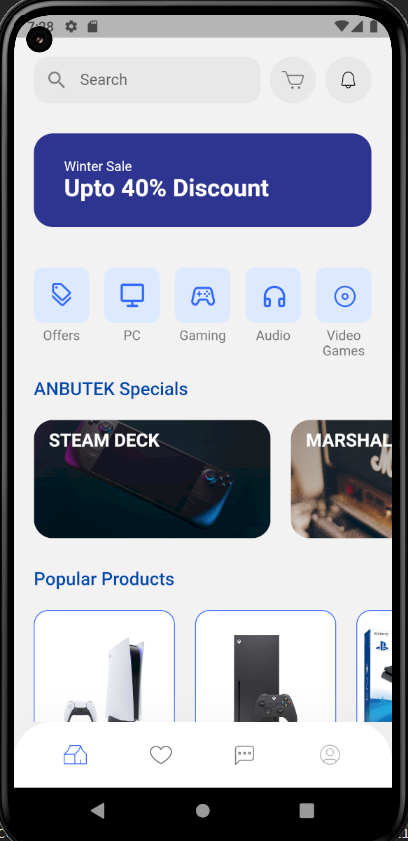 7:28
Search
Winter Sale
Upto 40% Discount
Offers
PC
Gaming
Audio
Video
Games
ANBUTEK Specials
STEAM DECK
MARSHAL
Popular Products